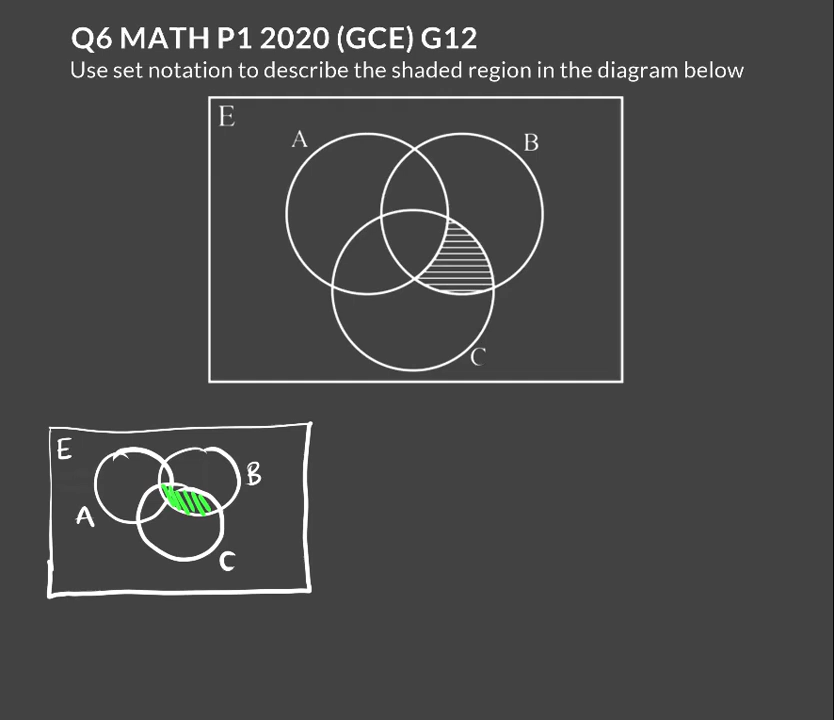 Q6 MATH P1 2020 (GCE) G12
Use set notation to describe the shaded region in the diagram below
E
A
B
C
E
B
A
C